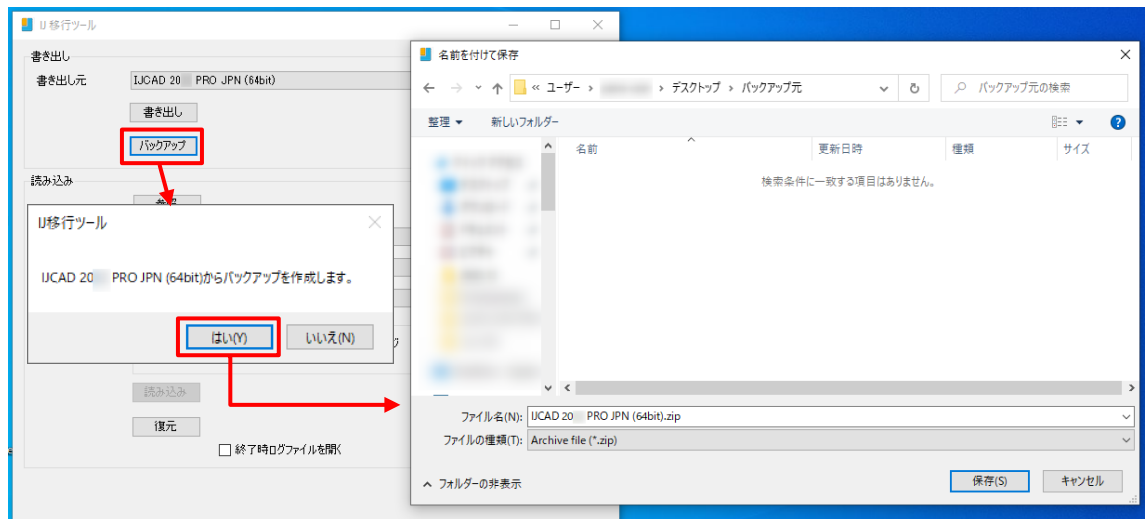 IJ 移行ツール
書き出し
書き出し元
IJCAD 20 PRO JPN (64bit)
書き出し
バックアップ
読み込み
IJ移行ツール
IJCAD 20 PRO JPN (64bit)からバックアップを作成します。
はい(Y)
いいえ(N)
読み込み
復元
終了時ログファイルを開く
名前を付けて保存
« ユーザー › › デスクトップ › バックアップ元
バックアップ元の検索
整理
新しいフォルダー
名前
更新日時
種類
サイズ
検索条件に一致する項目はありません。
ファイル名(N):
IJCAD 20 PRO JPN (64bit).zip
ファイルの種類(T):
Archive file (*.zip)
フォルダーの非表示
保存(S)
キャンセル